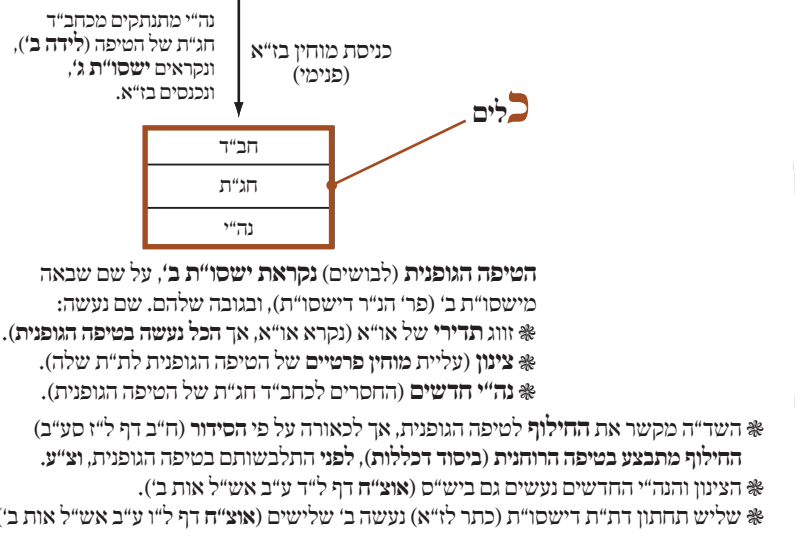 נה"י מתנתקים מכחב"ד
חג"ת של הטיפה (לידה ב'),
ונקראים ישסו"ת ג',
ונכנסים בז"א.
כניסת מוחין בז"א
(פנימי)
כלים
חב"ד
חג"ת
נה"י
הטיפה הגופנית (לבושים) נקראת ישסו"ת ב', על שם שבאה
מישסו"ת ב' (פר' הנ"ר דישסו"ת), ובגובה שלהם. שם נעשה:
❃ זווג תדירי של או"א (נקרא או"א, אך הכל נעשה בטיפה הגופנית).
❃ צינון (עליית מוחין פרטיים של הטיפה הגופנית לת"ת שלה).
❃ נה"י חדשים (החסרים לכחב"ד חג"ת של הטיפה הגופנית).
❃ השד"ה מקשר את החילוף לטיפה הגופנית, אך לכאורה על פי הסידור (ח"ב דף ל"ז סע"ב)
החילוף מתבצע בטיפה הרוחנית (ביסוד דכללות), לפני התלבשותם בטיפה הגופנית, וצ"ע.
❃ הצינון והנה"י החדשים נעשים גם ביש"ס (אוצ"ח דף ל"ד ע"ב אש"ל אות ב').
❃ שליש תחתון דת"ת דישסו"ת (כתר לז"א) נעשה ב' שלישים (אוצ"ח דף ל"ו ע"ב אש"ל אות ב')